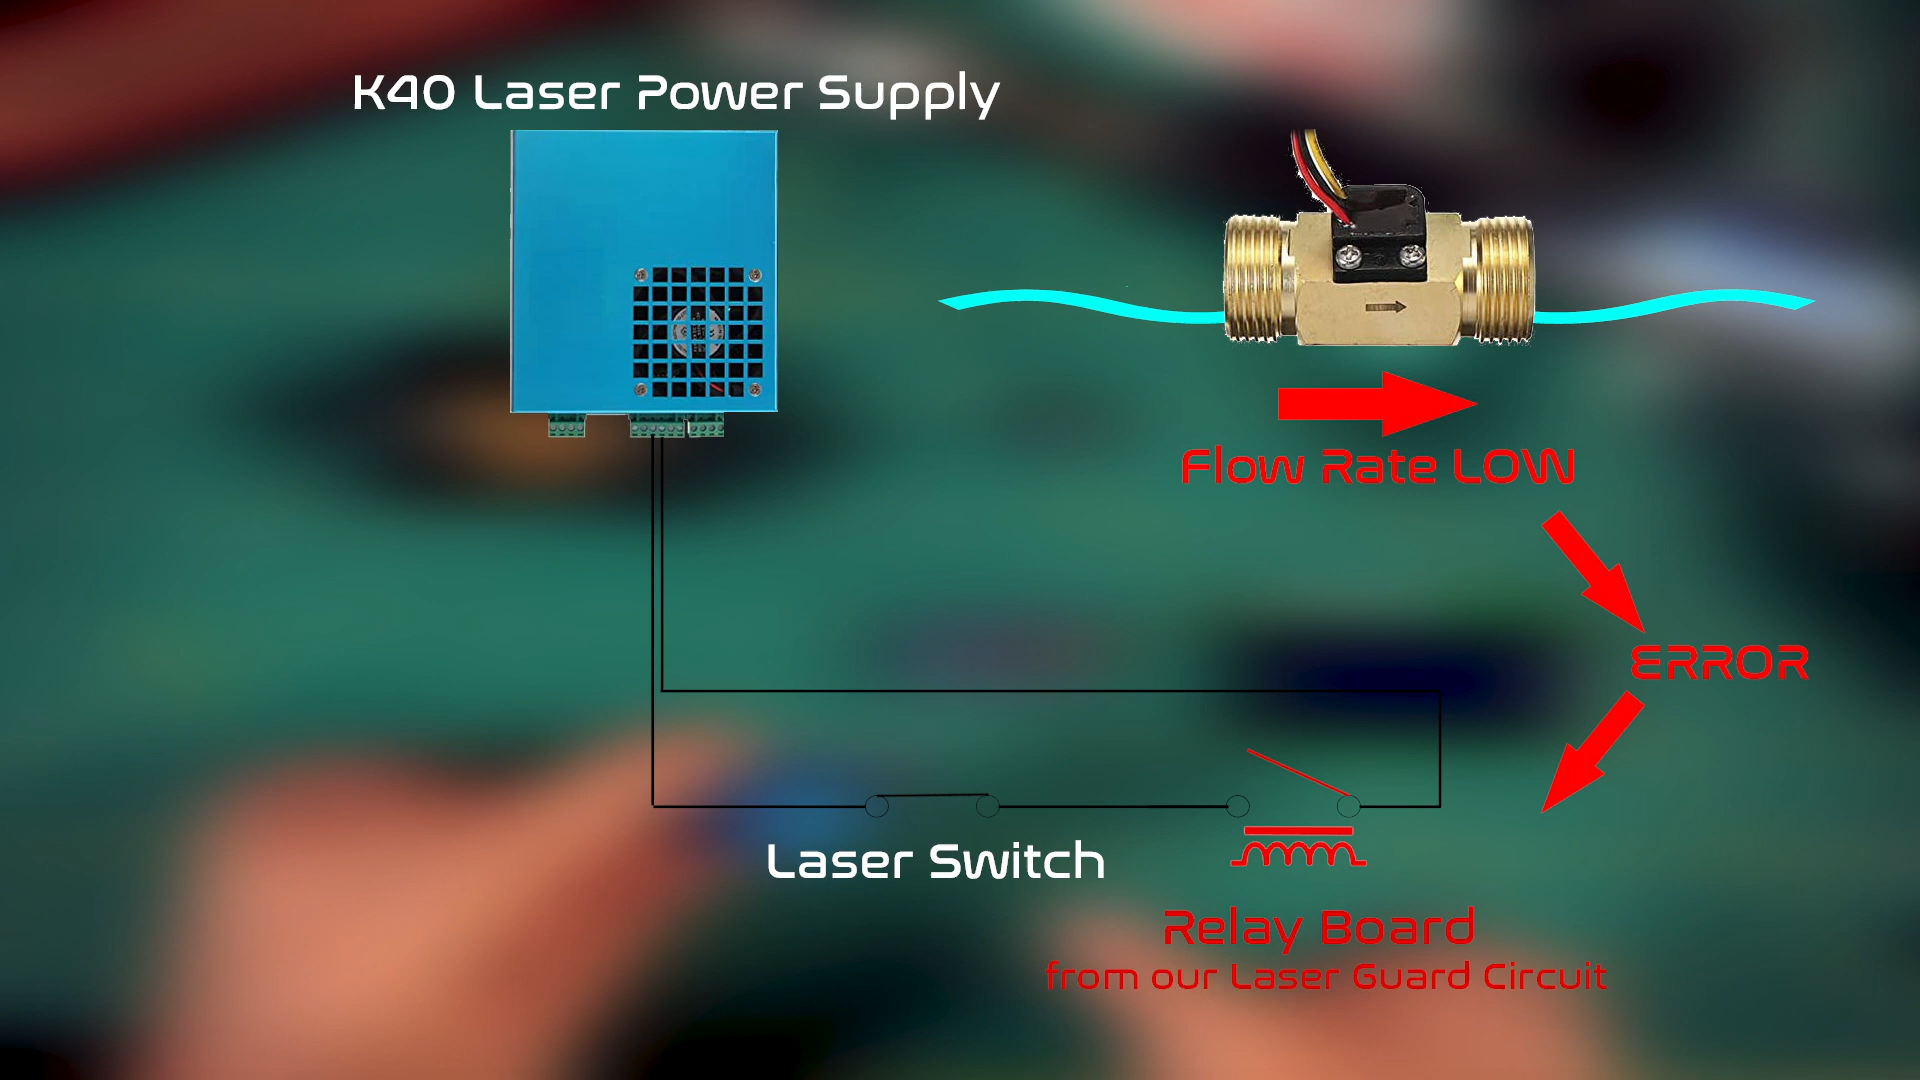 K40 Laser Power Supply
Flow Rate LOW
ERROR
Laser Switch
Relay Board
from our Laser Guard Circuit